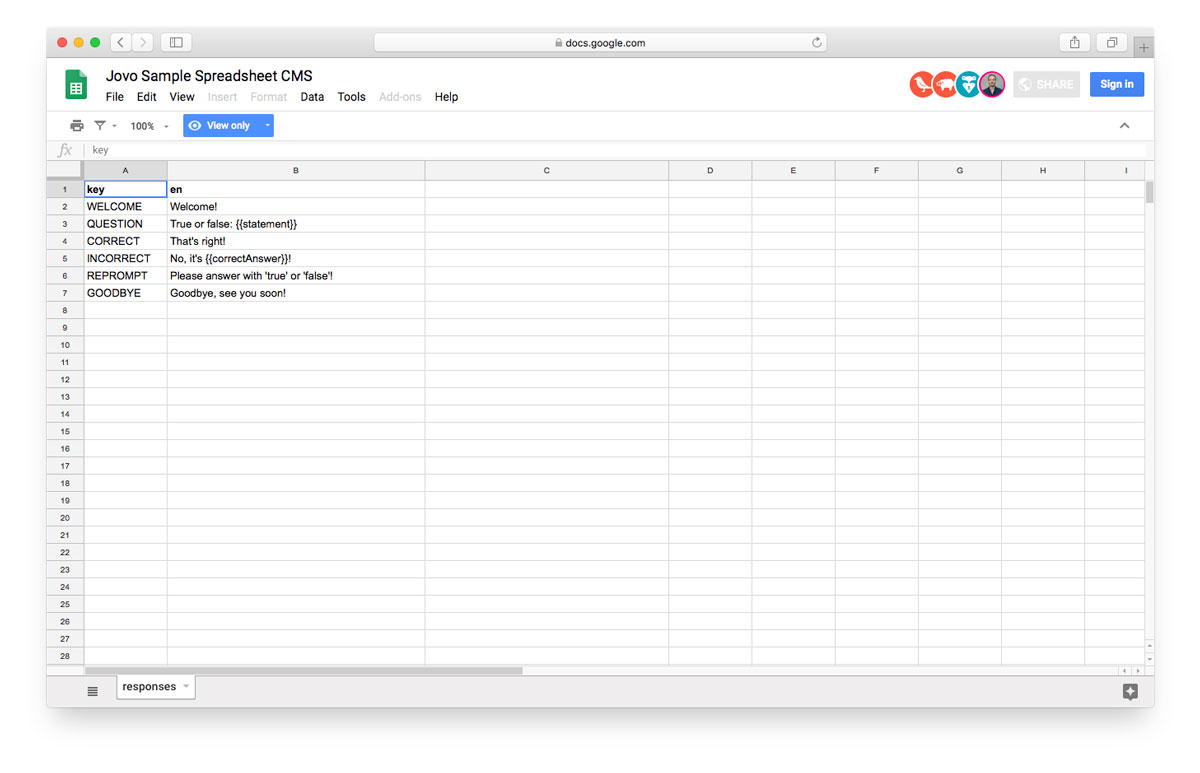 docs.google.com
Jovo Sample Spreadsheet CMS
File Edit View Insert Format Data Tools Add-ons Help
SHARE
Sign in
100%
View only
fx key
A B C D E F G H I
1 key en
2 WELCOME Welcome!
3 QUESTION True or false: {{statement}}
4 CORRECT That's right!
5 INCORRECT No, it's {{correctAnswer}}!
6 REPROMPT Please answer with 'true' or 'false'!
7 GOODBYE Goodbye, see you soon!
8
9
10
11
12
13
14
15
16
17
18
19
20
21
22
23
24
25
26
27
28
responses